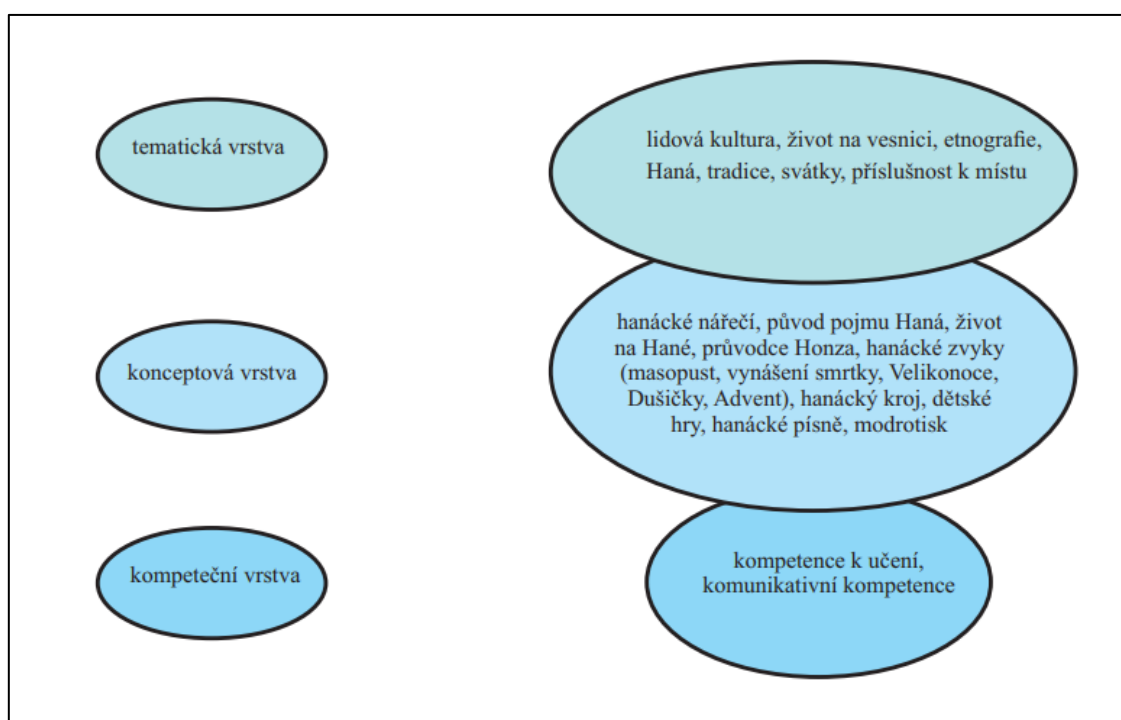 tematická vrstva
lidová kultura, život na vesnici, etnografie,
Haná, tradice, svátky, příslušnost k místu
konceptová vrstva
hanácké nářečí, původ pojmu Haná, život
na Hané, průvodce Honza, hanácké zvyky
(masopust, vynášení smrtky, Velikonoce,
Dušičky, Advent), hanácký kroj, dětské
hry, hanácké písně, modrotisk
kompeteční vrstva
kompetence k učení,
komunikativní kompetence